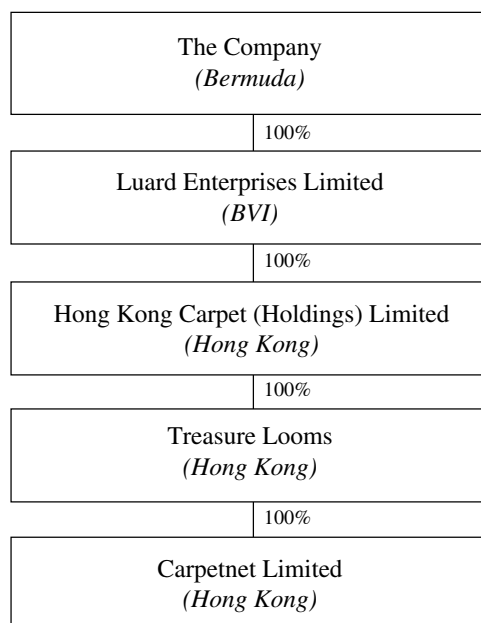 The Company
(Bermuda)
100%
Luard Enterprises Limited
(BVI)
100%
Hong Kong Carpet (Holdings) Limited
(Hong Kong)
100%
Treasure Looms
(Hong Kong)
100%
Carpetnet Limited
(Hong Kong)